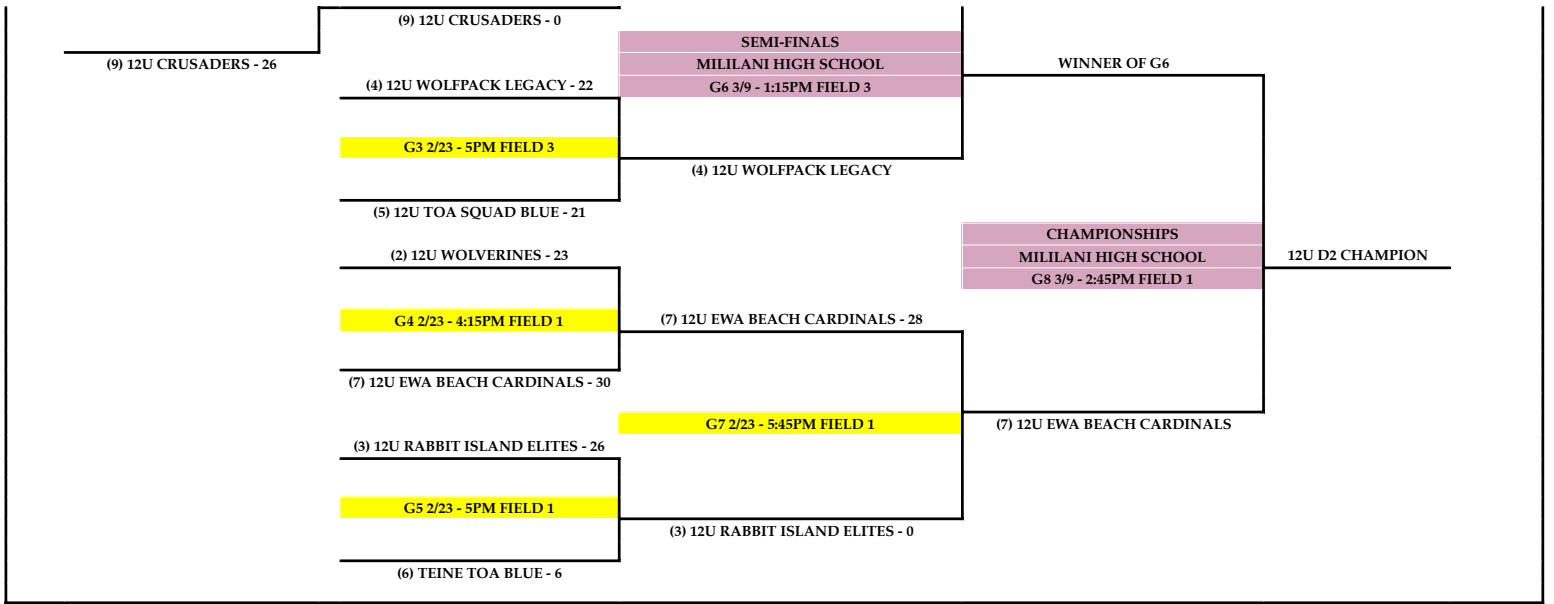 (9) 12U CRUSADERS - 0
SEMI-FINALS
(9) 12U CRUSADERS - 26
MILILANI HIGH SCHOOL
WINNER OF G6
(4) 12U WOLFPACK LEGACY - 22
G6 3/9 - 1:15PM FIELD 3
G3 2/23 - 5PM FIELD 3
(4) 12U WOLFPACK LEGACY
(5) 12U TOA SQUAD BLUE - 21
CHAMPIONSHIPS
(2) 12U WOLVERINES - 23
MILILANI HIGH SCHOOL
12U D2 CHAMPION
G8 3/9 - 2:45PM FIELD 1
G4 2/23 - 4:15PM FIELD 1
(7) 12U EWA BEACH CARDINALS - 28
(7) 12U EWA BEACH CARDINALS - 30
G7 2/23 - 5:45PM FIELD 1
(7) 12U EWA BEACH CARDINALS
(3) 12U RABBIT ISLAND ELITES - 26
G5 2/23 - 5PM FIELD 1
(3) 12U RABBIT ISLAND ELITES - 0
(6) TEINE TOA BLUE - 6